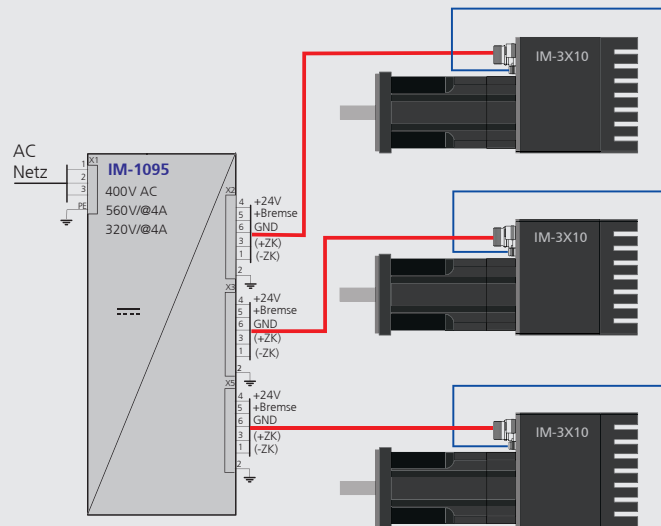 IM-3X10
AC
Netz
X1
1
2
3
PE
IM-1095
400V AC
560V/@4A
320V/@4A
X2
4 +24V
5 +Bremse
6 GND
3 (+ZK)
1 (-ZK)
2
IM-3X10
X3
4 +24V
5 +Bremse
6 GND
3 (+ZK)
1 (-ZK)
2
X5
4 +24V
5 +Bremse
6 GND
3 (+ZK)
1 (-ZK)
2
IM-3X10